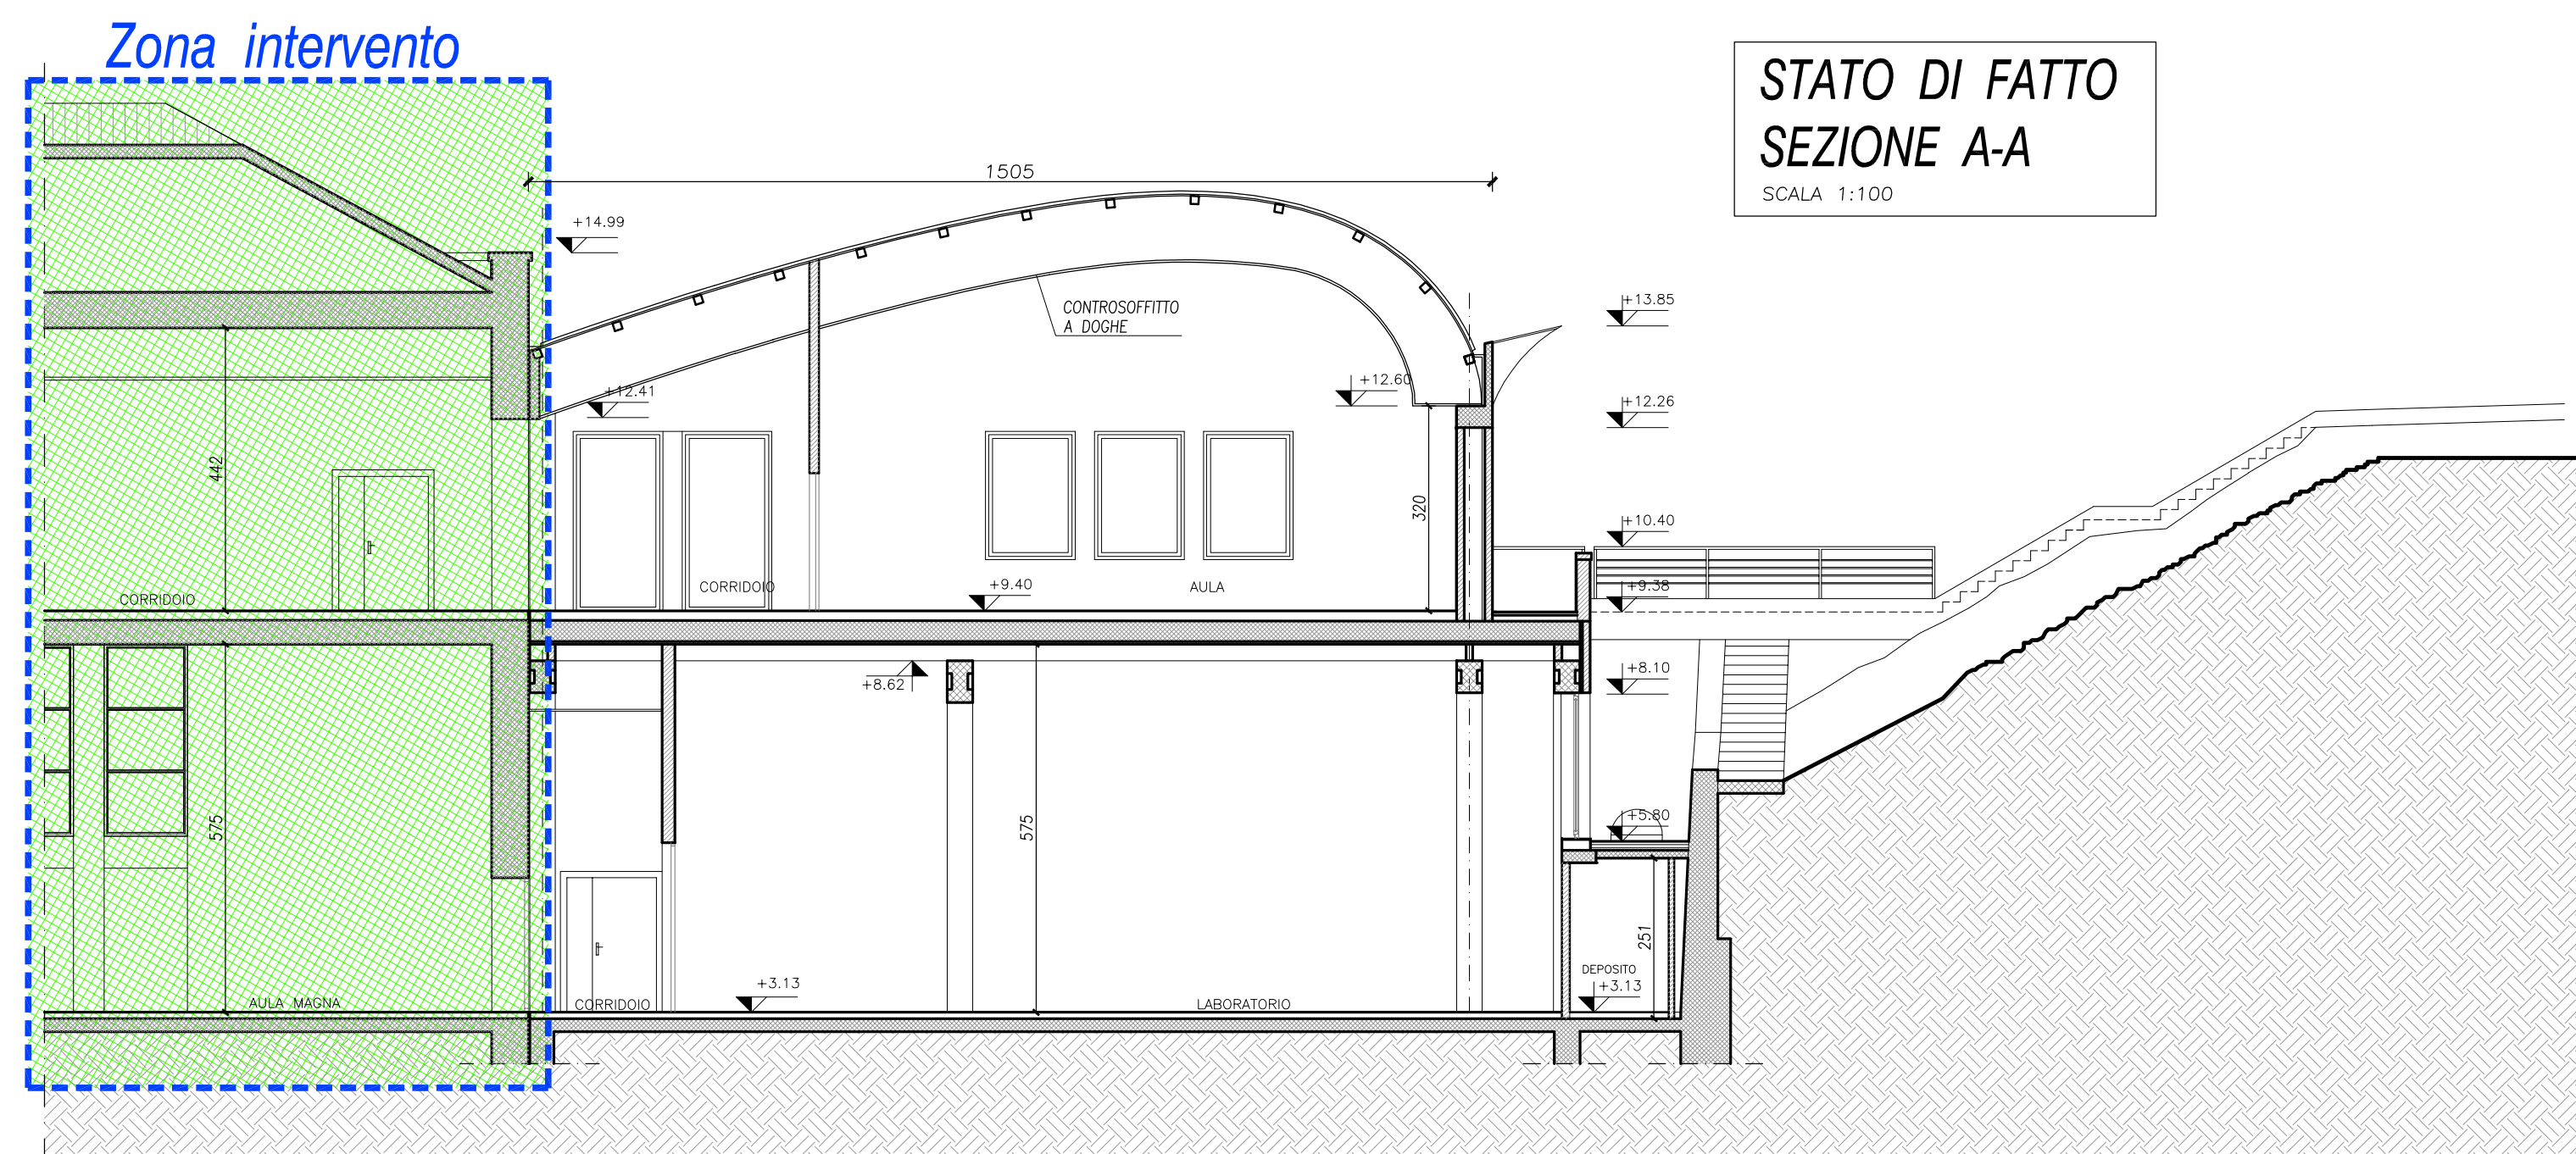 Zona intervento
STATO DI FATTO
SEZIONE A-A
SCALA 1:100
1505
+14.99
+13.85
CONTROSOFFITTO
A DOGHE
+12.41
+12.60
+12.26
442
320
+10.40
CORRIDOIO
CORRIDOIO
+9.40
AULA
+9.38
+8.62
+8.10
575
575
+5.80
251
DEPOSITO
+3.13
+3.13
AULA MAGNA
CORRIDOIO
LABORATORIO